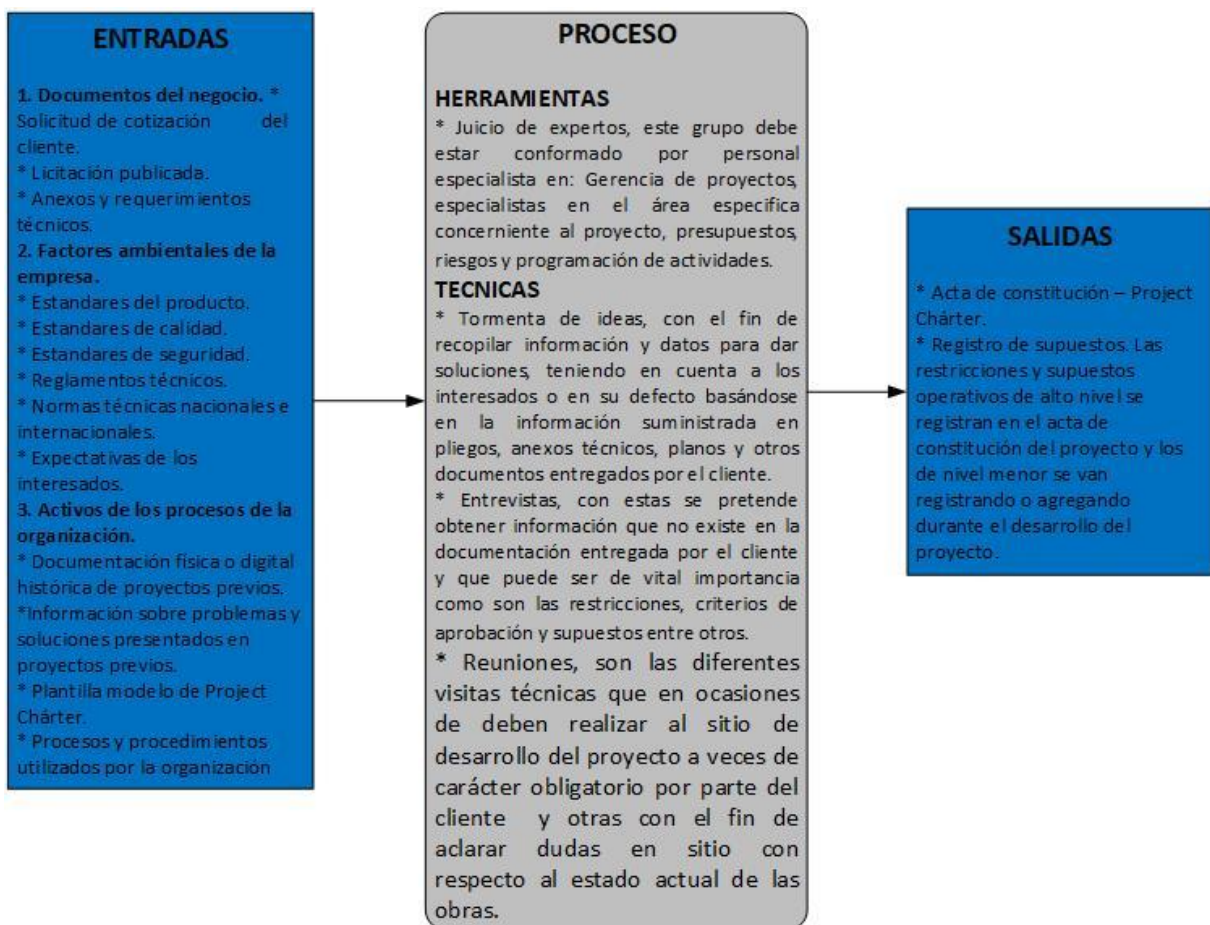 ENTRADAS
1. Documentos del negocio. *
Solicitud de cotización del
cliente.
* Licitación publicada.
* Anexos y requerimientos
técnicos.
2. Factores ambientales de la
empresa.
* Estandares del producto.
* Estandares de calidad.
* Estandares de seguridad.
* Reglamentos técnicos.
* Normas técnicas nacionales e
internacionales.
* Expectativas de los
interesados.
3. Activos de los procesos de la
organización.
* Documentación física o digital
histórica de proyectos previos.
*Información sobre problemas y
soluciones presentados en
proyectos previos.
* Plantilla modelo de Project
Chárter.
* Procesos y procedimientos
utilizados por la organización
PROCESO
HERRAMIENTAS
* Juicio de expertos, este grupo debe
estar conformado por personal
especialista en: Gerencia de proyectos,
especialistas en el área especifica
concerniente al proyecto, presupuestos,
riesgos y programación de actividades.
TECNICAS
* Tormenta de ideas, con el fin de
recopilar información y datos para dar
soluciones, teniendo en cuenta a los
interesados o en su defecto basándose
en la información suministrada en
pliegos, anexos técnicos, planos y otros
documentos entregados por el cliente.
* Entrevistas, con estas se pretende
obtener información que no existe en la
documentación entregada por el cliente
y que puede ser de vital importancia
como son las restricciones, criterios de
aprobación y supuestos entre otros.
* Reuniones, son las diferentes
visitas técnicas que en ocasiones
de deben realizar al sitio de
desarrollo del proyecto a veces de
carácter obligatorio por parte del
cliente y otras con el fin de
aclarar dudas en sitio con
respecto al estado actual de las
obras.
SALIDAS
* Acta de constitución – Project
Chárter.
* Registro de supuestos. Las
restricciones y supuestos
operativos de alto nivel se
registran en el acta de
constitución del proyecto y los
de nivel menor se van
registrando o agregando
durante el desarrollo del
proyecto.